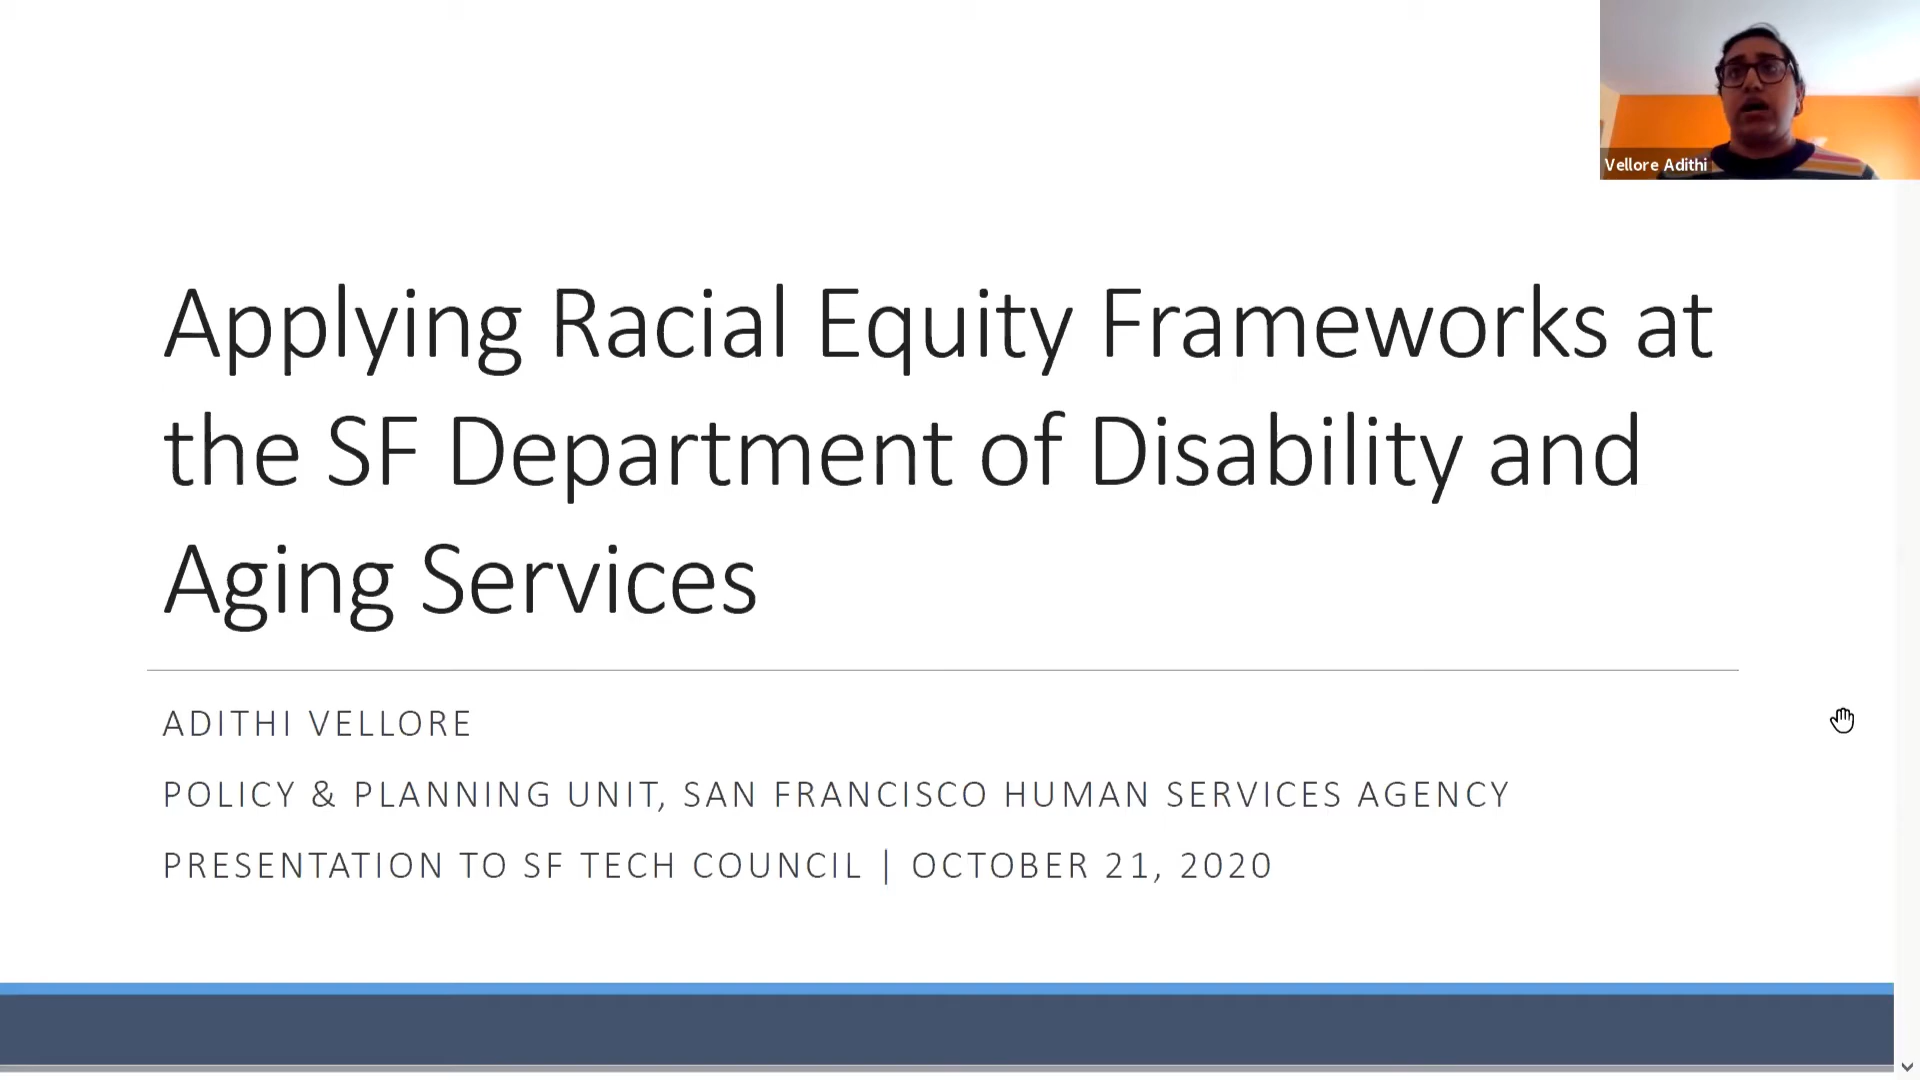 Vellore Adithi
Applying Racial Equity Frameworks at
the SF Department of Disability and
Aging Services
ADITHI VELLORE
POLICY & PLANNING UNIT, SAN FRANCISCO HUMAN SERVICES AGENCY
PRESENTATION TO SF TECH COUNCIL | OCTOBER 21, 2020